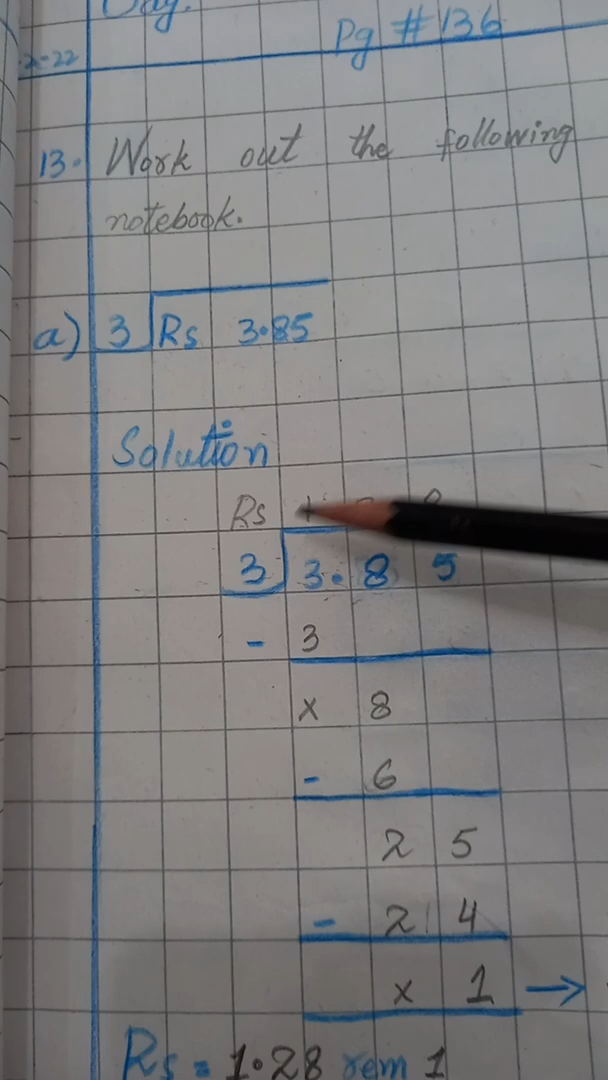 Pg # 136
13. Work out the following
notebook.
a) 3 Rs 3.85
Solution
Rs
3 3.8 5
- 3
x 8
- 6
2 5
- 2 4
x 1 →
Rs = 1.28 rem 1